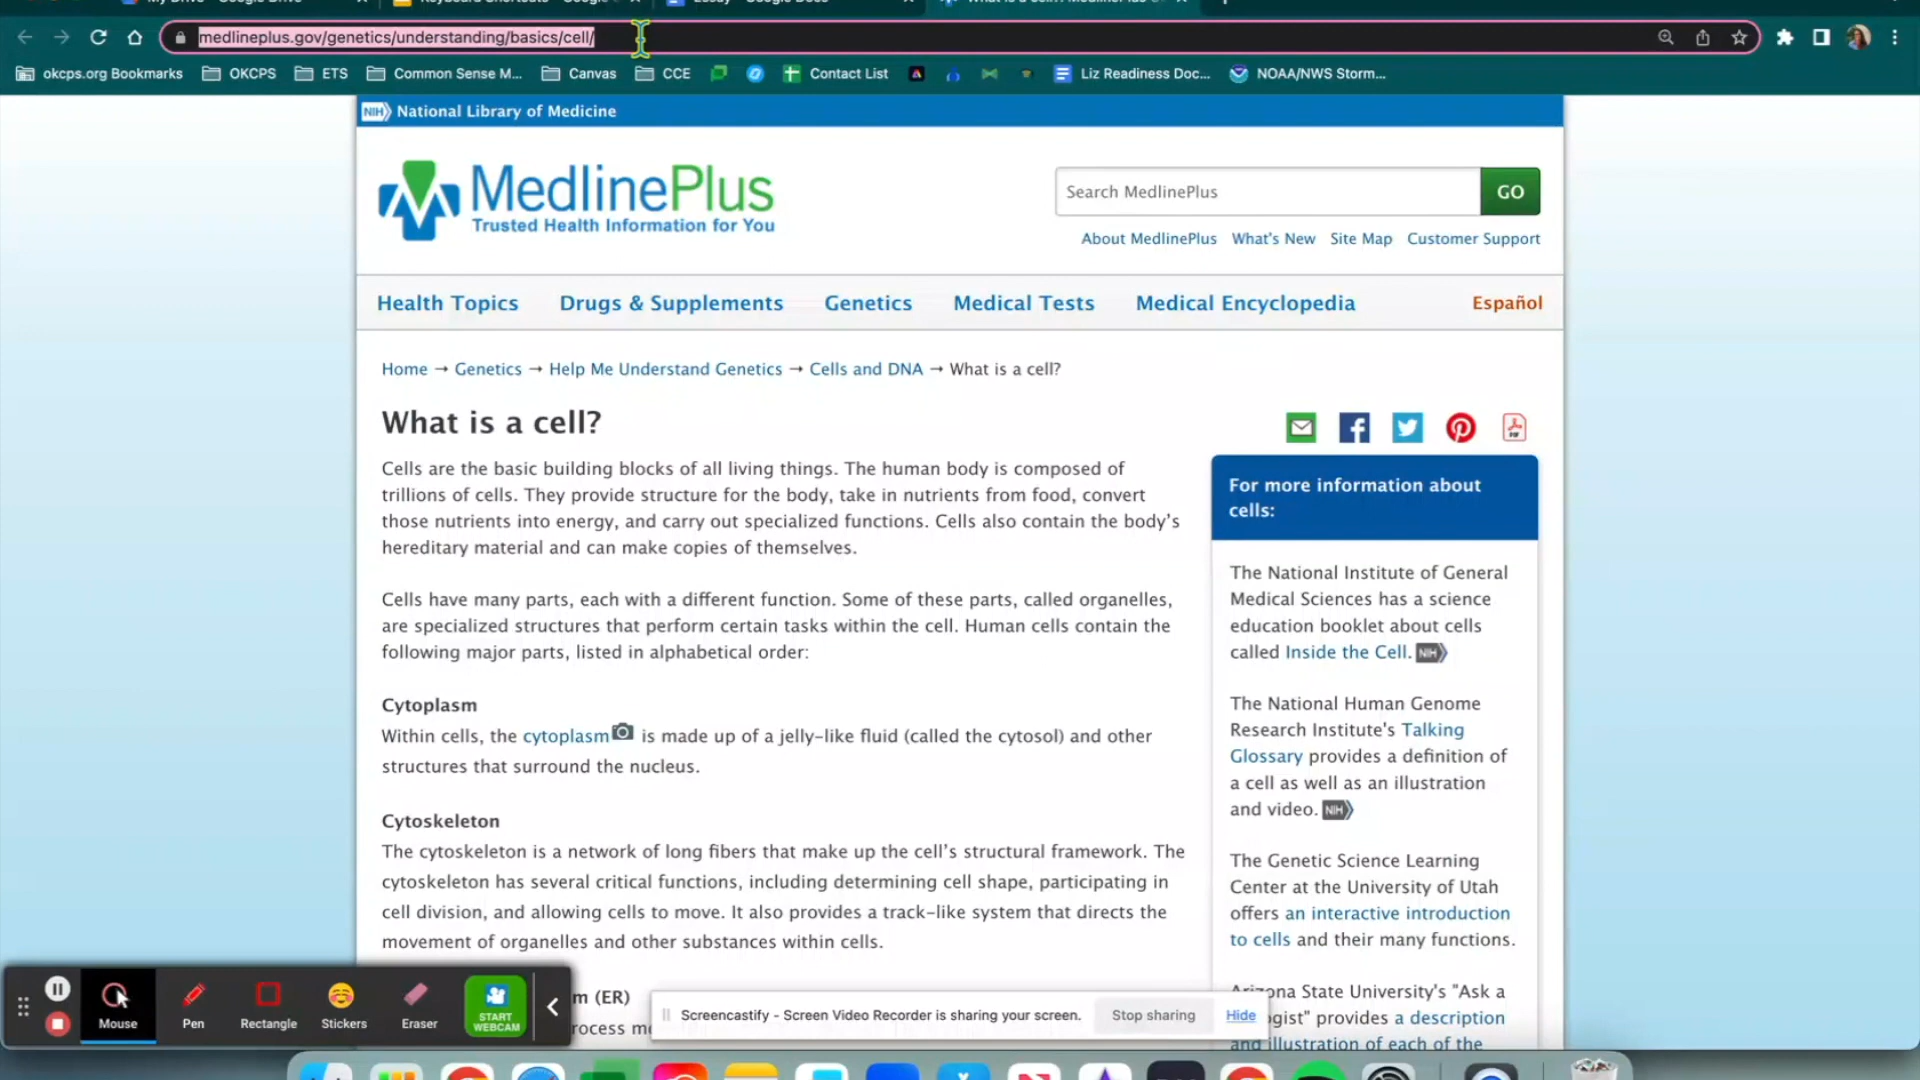 medlineplus.gov/genetics/understanding/basics/cell/
okcps.org Bookmarks OKCPS ETS Common Sense M... Canvas CCE Contact List Liz Readiness Doc... NOAA/NWS Storm...
NIH National Library of Medicine
MedlinePlus
Trusted Health Information for You
Search MedlinePlus GO
About MedlinePlus What's New Site Map Customer Support
Health Topics Drugs & Supplements Genetics Medical Tests Medical Encyclopedia Español
Home → Genetics → Help Me Understand Genetics → Cells and DNA → What is a cell?
What is a cell?
Cells are the basic building blocks of all living things. The human body is composed of
trillions of cells. They provide structure for the body, take in nutrients from food, convert
those nutrients into energy, and carry out specialized functions. Cells also contain the body's
hereditary material and can make copies of themselves.
Cells have many parts, each with a different function. Some of these parts, called organelles,
are specialized structures that perform certain tasks within the cell. Human cells contain the
following major parts, listed in alphabetical order:
Cytoplasm
Within cells, the cytoplasm is made up of a jelly-like fluid (called the cytosol) and other
structures that surround the nucleus.
Cytoskeleton
The cytoskeleton is a network of long fibers that make up the cell's structural framework. The
cytoskeleton has several critical functions, including determining cell shape, participating in
cell division, and allowing cells to move. It also provides a track-like system that directs the
movement of organelles and other substances within cells.
(ER)
PDF
For more information about
cells:
The National Institute of General
Medical Sciences has a science
education booklet about cells
called Inside the Cell. NIH
The National Human Genome
Research Institute's Talking
Glossary provides a definition of
a cell as well as an illustration
and video. NIH
The Genetic Science Learning
Center at the University of Utah
offers an interactive introduction
to cells and their many functions.
Arizona State University's "Ask a
provides a description
and illustration of each of the
Mouse Pen Rectangle Stickers Eraser START
WEBCAM
Screencastify - Screen Video Recorder is sharing your screen. Stop sharing Hide